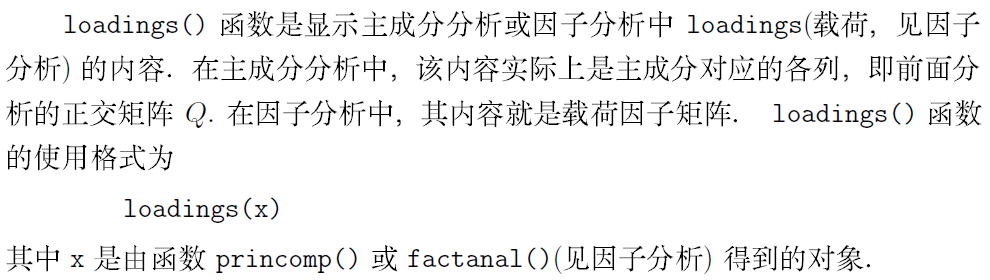 loadings() 函数是显示主成分分析或因子分析中 loadings(载荷, 见因子
分析) 的内容. 在主成分分析中, 该内容实际上是主成分对应的各列, 即前面分
析的正交矩阵 Q. 在因子分析中, 其内容就是载荷因子矩阵. loadings() 函数
的使用格式为
loadings(x)
其中 x 是由函数 princomp() 或 factanal()(见因子分析) 得到的对象.